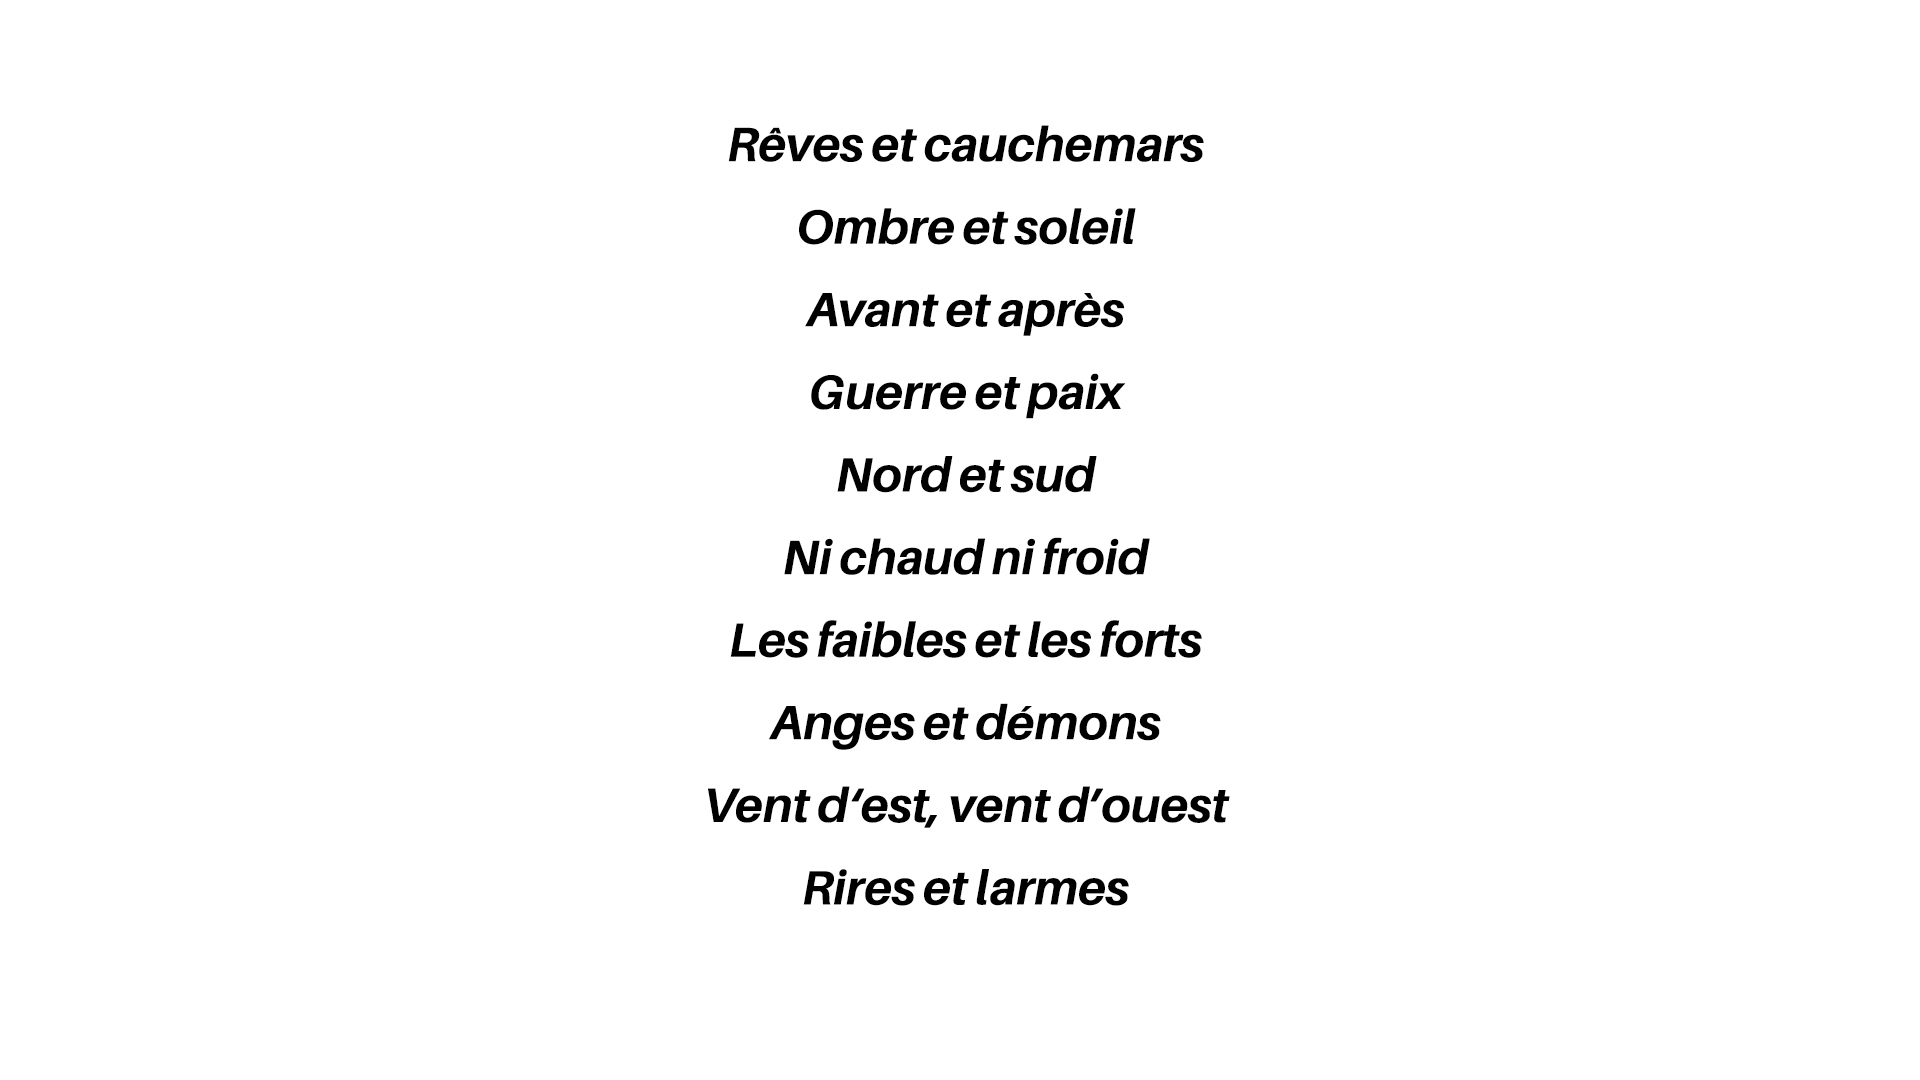 Rêves et cauchemars
Ombre et soleil
Avant et après
Guerre et paix
Nord et sud
Ni chaud ni froid
Les faibles et les forts
Anges et démons
Vent d‘est, vent d’ouest
Rires et larmes